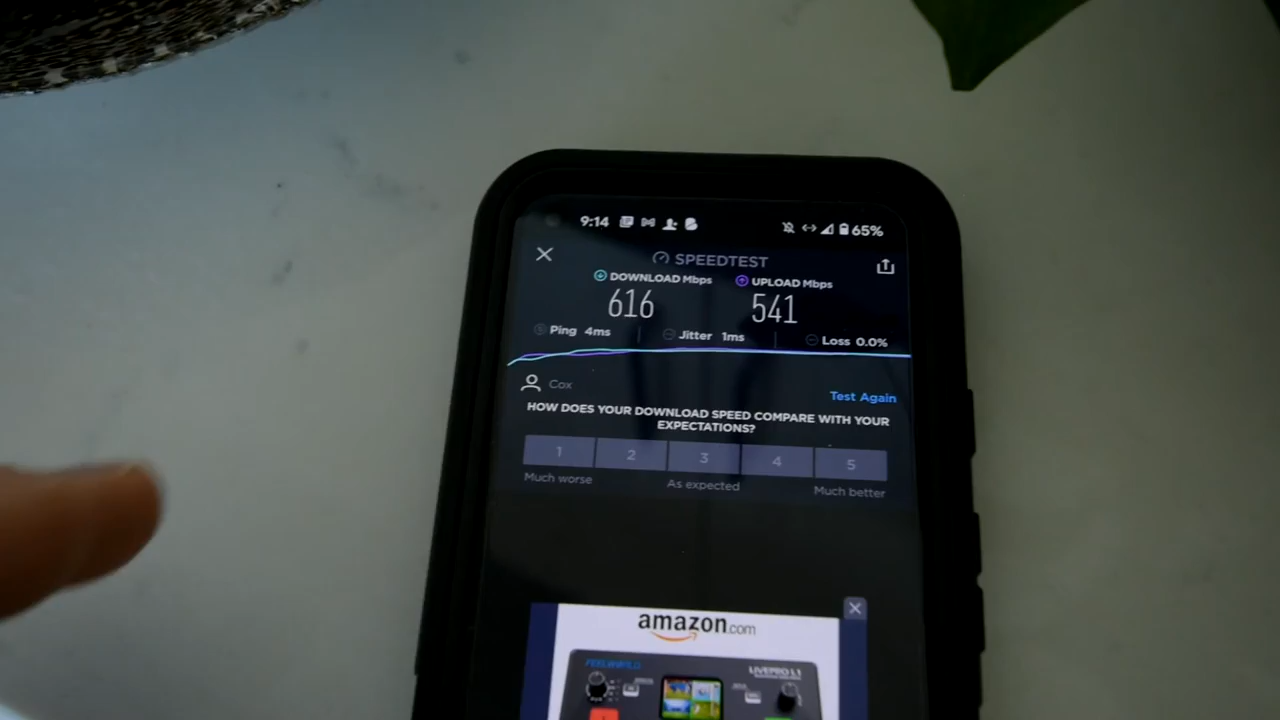 9:14 65%
SPEEDTEST
DOWNLOAD Mbps UPLOAD Mbps
616 541
Ping 4ms Jitter 1ms Loss 0.0%
Cox
Test Again
HOW DOES YOUR DOWNLOAD SPEED COMPARE WITH YOUR
EXPECTATIONS?
1 2 3 4 5
Much worse As expected Much better
amazon.com
FEELWORLD LIVEPRO L1